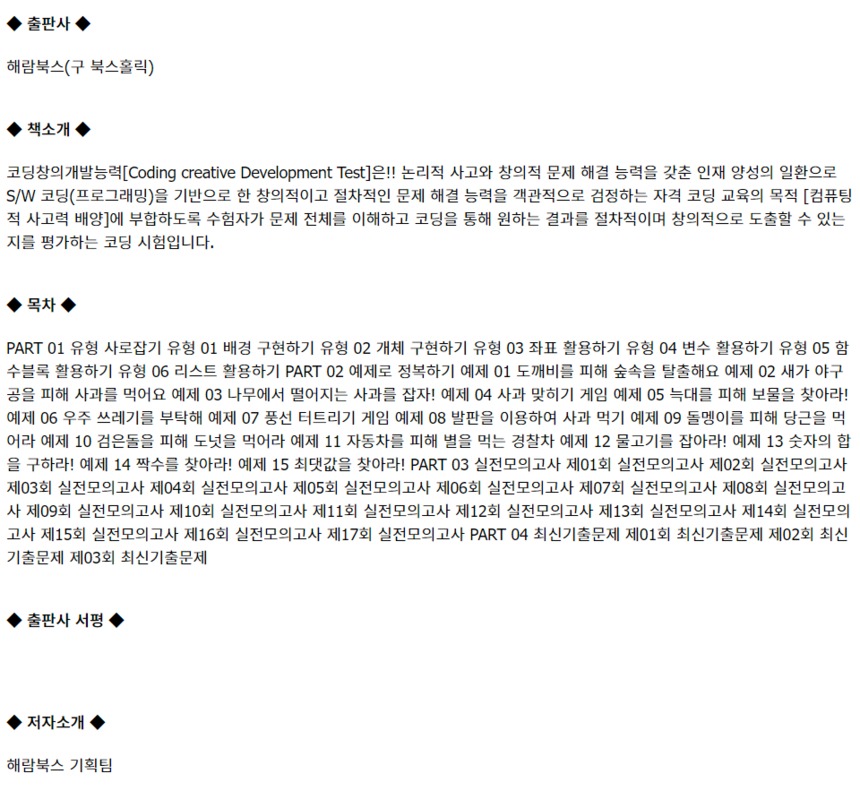 ◆ 출판사 ◆
해람북스(구 북스홀릭)
◆ 책소개 ◆
코딩창의개발능력[Coding creative Development Test]은!! 논리적 사고와 창의적 문제 해결 능력을 갖춘 인재 양성의 일환으로
S/W 코딩(프로그래밍)을 기반으로 한 창의적이고 절차적인 문제 해결 능력을 객관적으로 검정하는 자격 코딩 교육의 목적 [컴퓨팅
적 사고력 배양]에 부합하도록 수험자가 문제 전체를 이해하고 코딩을 통해 원하는 결과를 절차적이며 창의적으로 도출할 수 있는
지를 평가하는 코딩 시험입니다.
◆ 목차 ◆
PART 01 유형 사로잡기 유형 01 배경 구현하기 유형 02 개체 구현하기 유형 03 좌표 활용하기 유형 04 변수 활용하기 유형 05 함
수블록 활용하기 유형 06 리스트 활용하기 PART 02 예제로 정복하기 예제 01 도깨비를 피해 숲속을 탈출해요 예제 02 새가 야구
공을 피해 사과를 먹어요 예제 03 나무에서 떨어지는 사과를 잡자! 예제 04 사과 맞히기 게임 예제 05 늑대를 피해 보물을 찾아라!
예제 06 우주 쓰레기를 부탁해 예제 07 풍선 터트리기 게임 예제 08 발판을 이용하여 사과 먹기 예제 09 돌멩이를 피해 당근을 먹
어라 예제 10 검은돌을 피해 도넛을 먹어라 예제 11 자동차를 피해 별을 먹는 경찰차 예제 12 물고기를 잡아라! 예제 13 숫자의 합
을 구하라! 예제 14 짝수를 찾아라! 예제 15 최댓값을 찾아라! PART 03 실전모의고사 제01회 실전모의고사 제02회 실전모의고사
제03회 실전모의고사 제04회 실전모의고사 제05회 실전모의고사 제06회 실전모의고사 제07회 실전모의고사 제08회 실전모의고
사 제09회 실전모의고사 제10회 실전모의고사 제11회 실전모의고사 제12회 실전모의고사 제13회 실전모의고사 제14회 실전모의
고사 제15회 실전모의고사 제16회 실전모의고사 제17회 실전모의고사 PART 04 최신기출문제 제01회 최신기출문제 제02회 최신
기출문제 제03회 최신기출문제
◆ 출판사 서평 ◆
◆ 저자소개 ◆
해람북스 기획팀